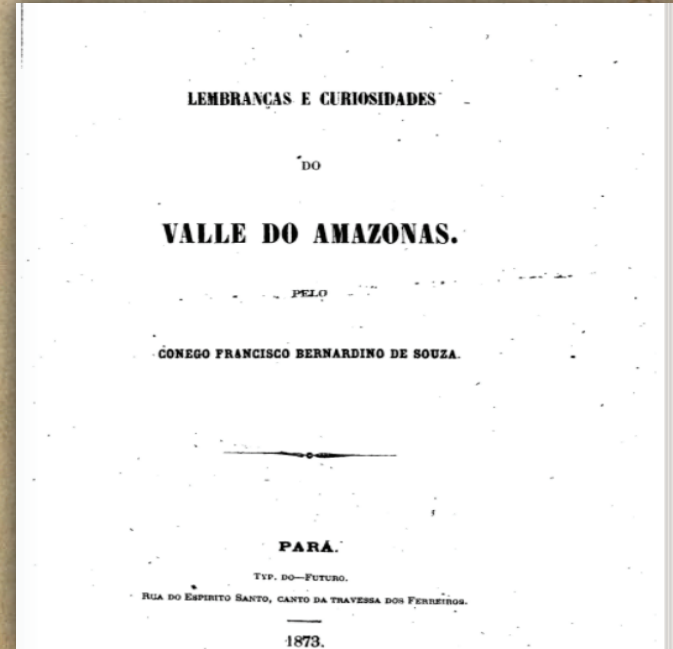 LEMBRANÇAS E CURIOSIDADES
DO
VALLE DO AMAZONAS.
PELO
CONEGO FRANCISCO BERNARDINO DE SOUZA.
PARÁ.
TYP. DO—FUTURO.
RUA DO ESPIRITO SANTO, CANTO DA TRAVESSA DOS FERREIROS.
1873.